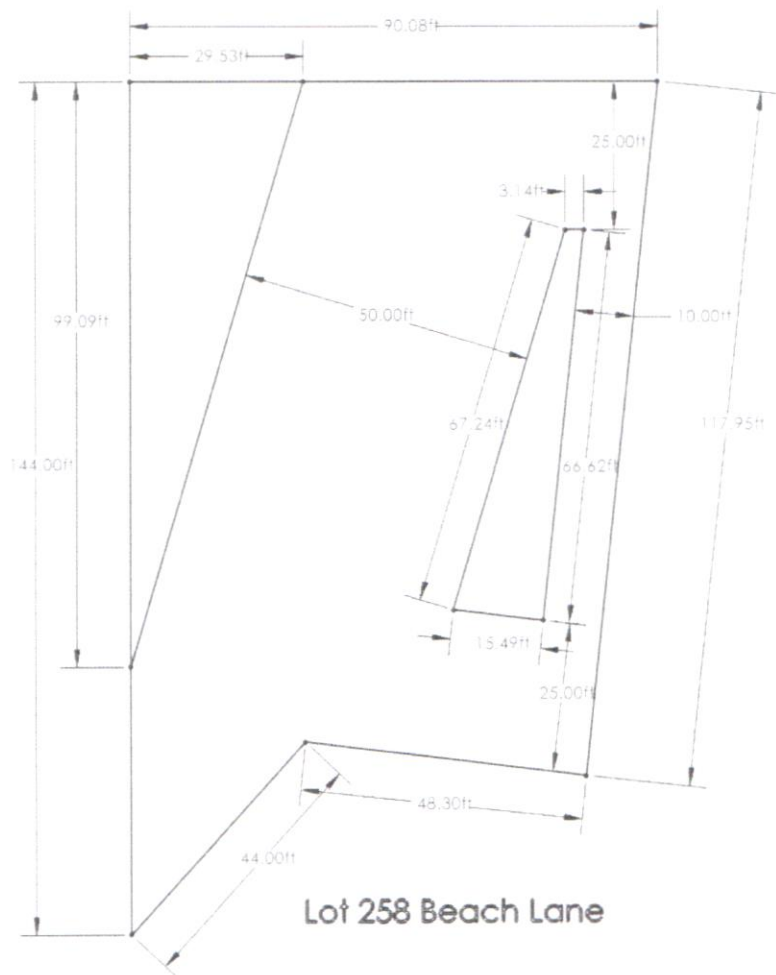 90.08ft
29.53ft
25.00ft
3.14ft
99.09ft
50.00ft
10.00ft
67.24ft
117.95ft
144.00ft
66.62ft
15.49ft
25.00ft
48.30ft
44.00ft
Lot 258 Beach Lane